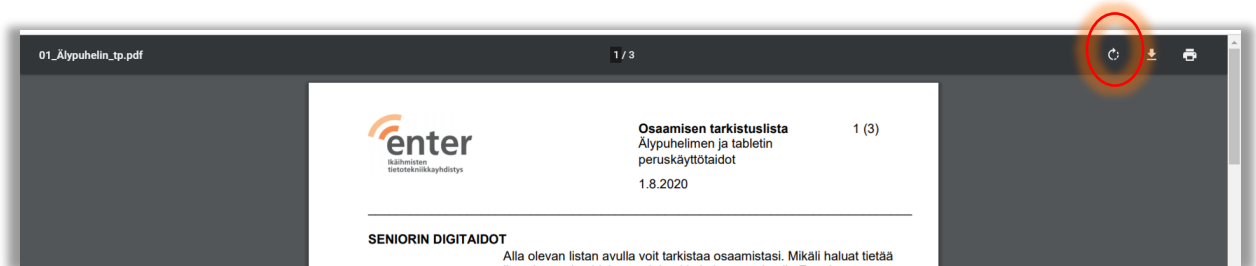 01_Älypuhelin_tp.pdf
1 / 3
enter
Ikäihmisten
tietotekniikkayhdistys
Osaamisen tarkistuslista 1 (3)
Älypuhelimen ja tabletin
peruskäyttötaidot
1.8.2020
SENIORIN DIGITAIDOT
Alla olevan listan avulla voit tarkistaa osaamistasi. Mikäli haluat tietää